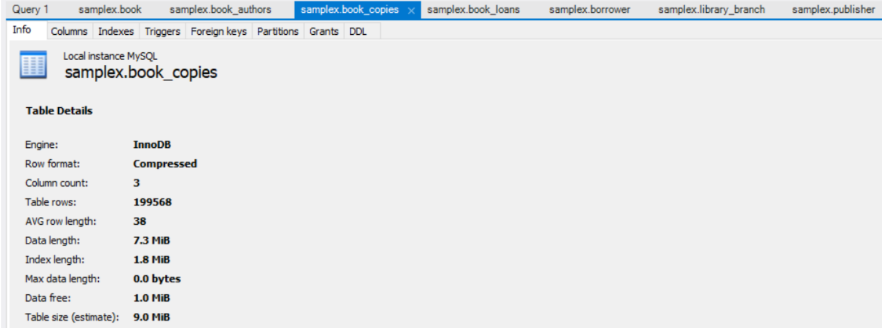 Query 1 samplex.book samplex.book_authors samplex.book_copies × samplex.book_loans samplex.borrower samplex.library_branch samplex.publisher
Info Columns Indexes Triggers Foreign keys Partitions Grants DDL
Local instance MySQL
samplex.book_copies
Table Details
Engine: InnoDB
Row format: Compressed
Column count: 3
Table rows: 199568
AVG row length: 38
Data length: 7.3 MiB
Index length: 1.8 MiB
Max data length: 0.0 bytes
Data free: 1.0 MiB
Table size (estimate): 9.0 MiB